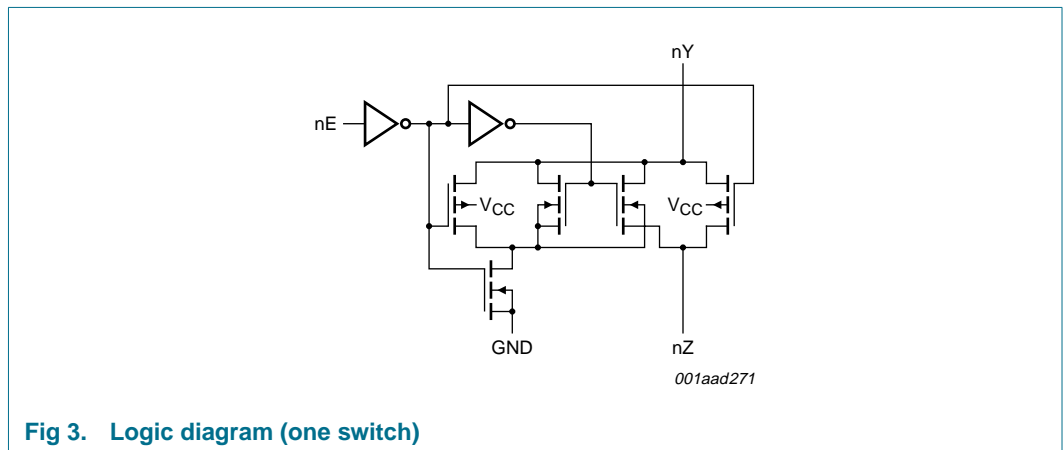 nY
nE
VCC VCC
GND nZ
001aad271
Fig 3. Logic diagram (one switch)